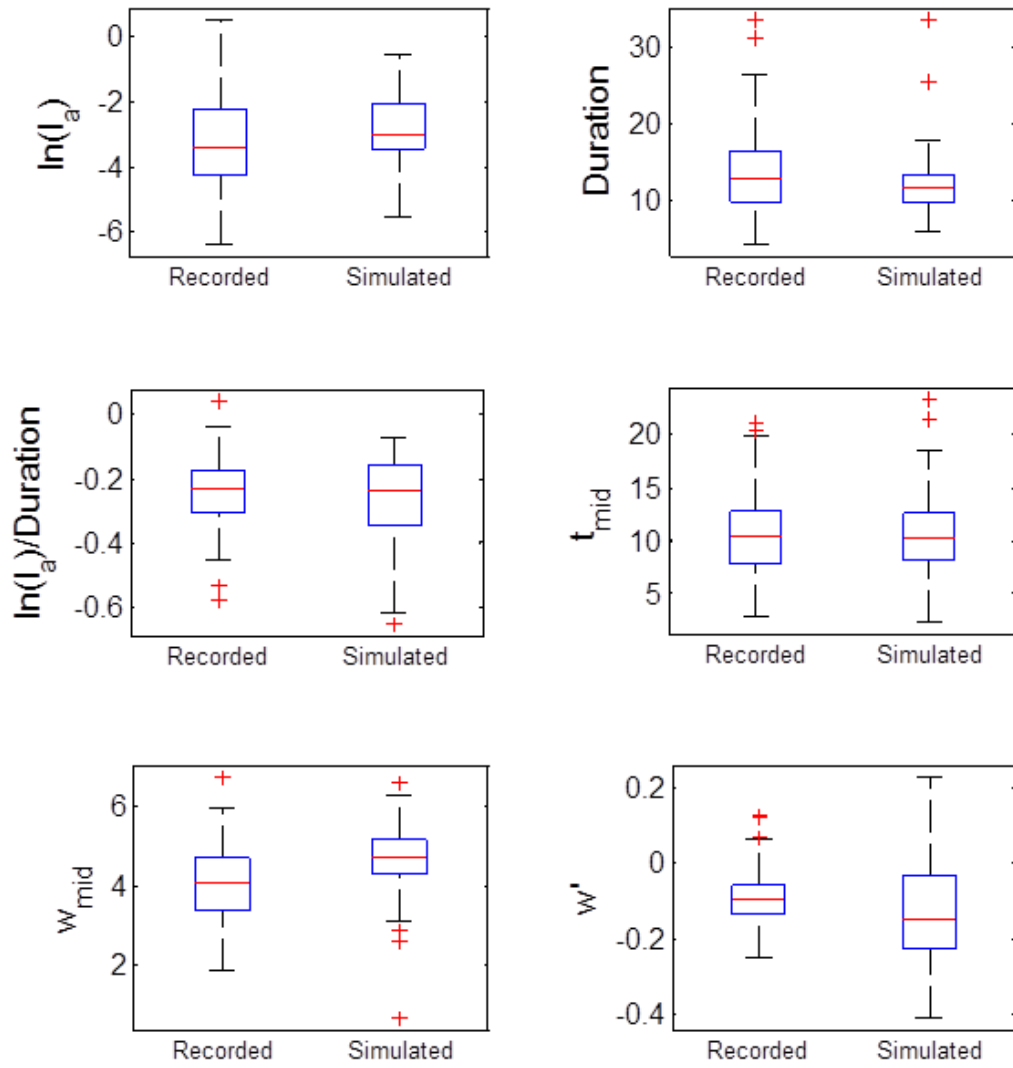 ln(I_a)
0
-2
-4
-6
Recorded Simulated
Duration
30
20
10
Recorded Simulated
ln(I_a)/Duration
0
-0.2
-0.4
-0.6
Recorded Simulated
t_mid
20
15
10
5
Recorded Simulated
w_mid
6
4
2
Recorded Simulated
w'
0.2
0
-0.2
-0.4
Recorded Simulated